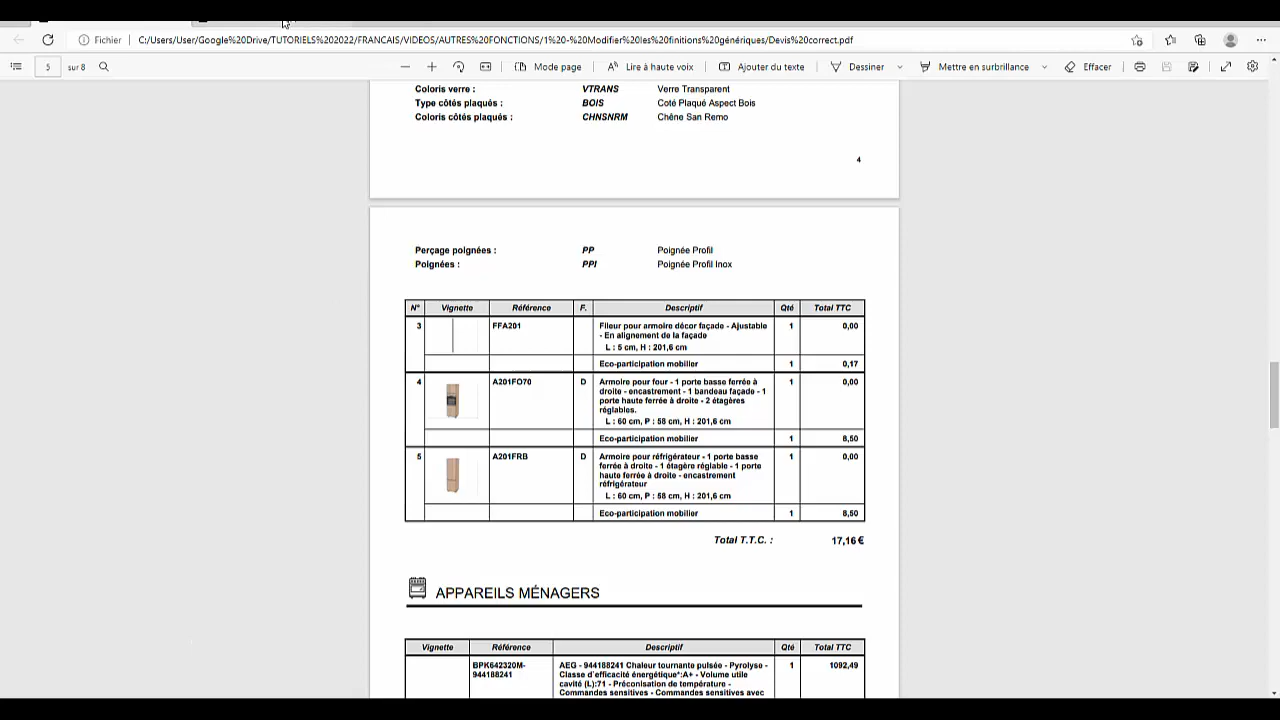 Fichier C:/Users/User/Google%20Drive/TUTORIELS%202022/FRANCAIS/VIDEOS/AUTRES%20FONCTIONS/1%20-%20Modifier%20les%20finitions%20génériques/Devis%20correct.pdf
5 sur 8 Mode page Lire à haute voix Ajouter du texte Dessiner Mettre en surbrillance Effacer
Coloris verre : VTRANS Verre Transparent
Type côtés plaqués : BOIS Coté Plaqué Aspect Bois
Coloris côtés plaqués : CHNSNRM Chêne San Remo
4
Perçage poignées : PP Poignée Profil
Poignées : PPI Poignée Profil Inox
N° Vignette Référence F. Descriptif Qté Total TTC
3 FFA201 Fileur pour armoire décor façade - Ajustable 1 0,00
- En alignement de la façade
L : 5 cm, H : 201,6 cm
Eco-participation mobilier 1 0,17
4 A201FO70 D Armoire pour four - 1 porte basse ferrée à 1 0,00
droite - encastrement - 1 bandeau façade - 1
porte haute ferrée à droite - 2 étagères
réglables.
L : 60 cm, P : 58 cm, H : 201,6 cm
Eco-participation mobilier 1 8,50
5 A201FRB D Armoire pour réfrigérateur - 1 porte basse 1 0,00
ferrée à droite - 1 étagère réglable - 1 porte
haute ferrée à droite - encastrement
réfrigérateur
L : 60 cm, P : 58 cm, H : 201,6 cm
Eco-participation mobilier 1 8,50
Total T.T.C. : 17,16 €
APPAREILS MÉNAGERS
Vignette Référence Descriptif Qté Total TTC
BPK642320M- AEG - 944188241 Chaleur tournante pulsée - Pyrolyse - 1 1092,49
944188241 Classe d'efficacité énergétique*:A+ - Volume utile
cavité (L):71 - Préconisation de température -
Commandes sensitives - Commandes sensitives avec